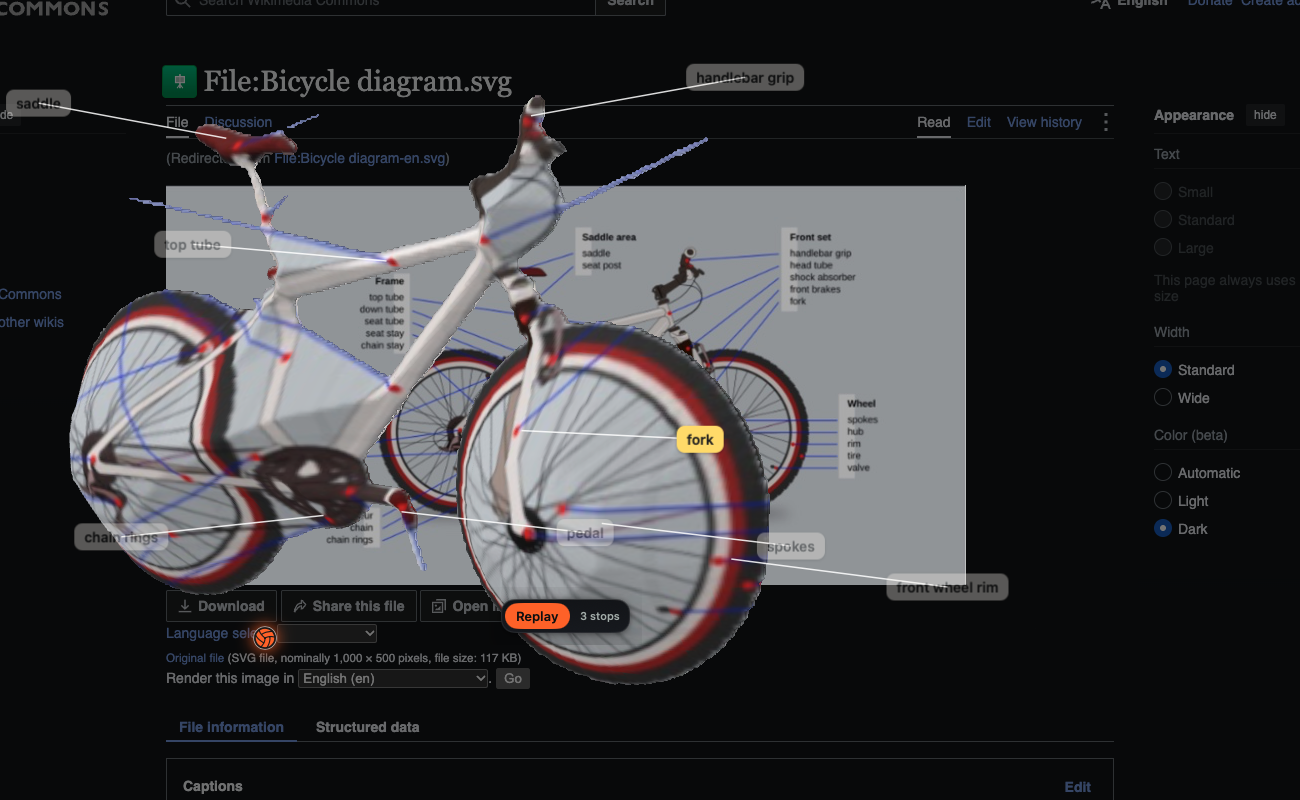 COMMONS
Search Wikimedia Commons
Search
English
Donate
File:Bicycle diagram.svg
handlebar grip
saddle
File
Discussion
Read
Edit
View history
Appearance
hide
File:Bicycle diagram-en.svg)
Text
Small
Standard
Large
This page always uses
size
top tube
Saddle area
saddle
seat post
Front set
handlebar grip
head tube
shock absorber
front brakes
fork
Frame
top tube
down tube
seat tube
seat stay
chain stay
Commons
other wikis
Width
Standard
Wide
Color (beta)
Automatic
Light
Dark
Wheel
spokes
hub
rim
tire
valve
fork
chain
chain rings
chain rings
pedal
spokes
front wheel rim
Download
Share this file
Open
Replay
3 stops
Language
Original file (SVG file, nominally 1,000 × 500 pixels, file size: 117 KB)
Render this image in English (en) . Go
File information
Structured data
Captions
Edit